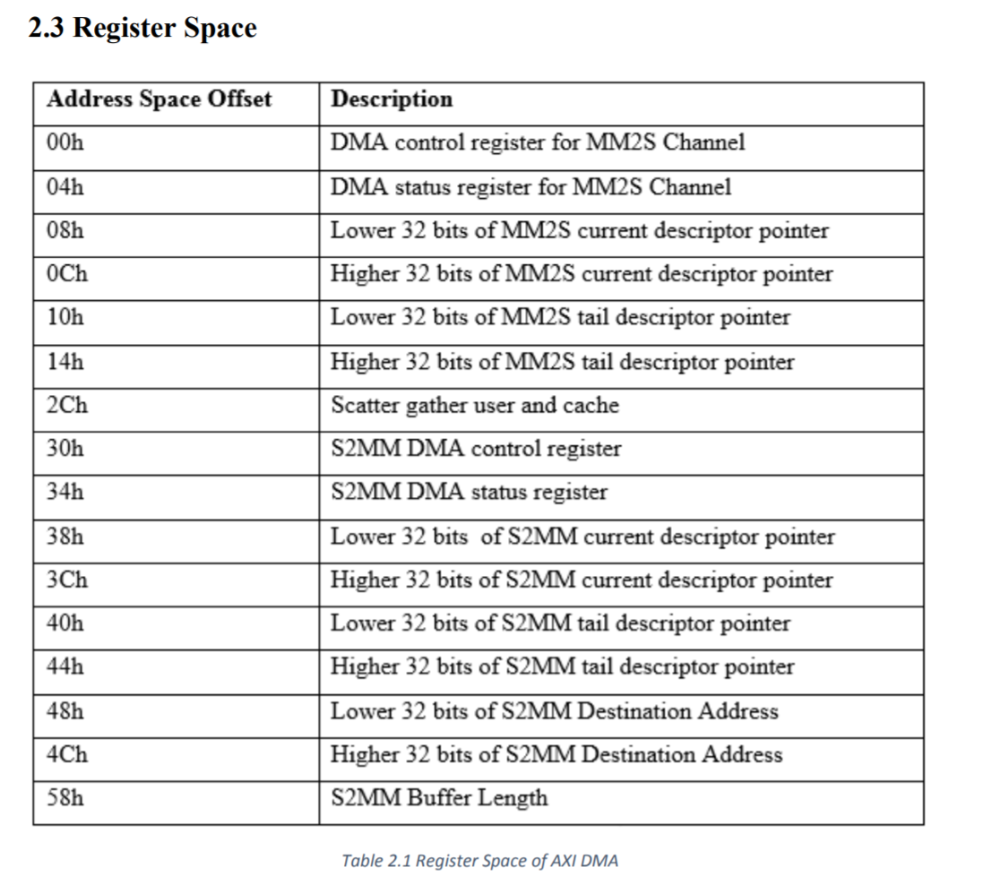 2.3 Register Space
Address Space Offset Description
00h DMA control register for MM2S Channel
04h DMA status register for MM2S Channel
08h Lower 32 bits of MM2S current descriptor pointer
0Ch Higher 32 bits of MM2S current descriptor pointer
10h Lower 32 bits of MM2S tail descriptor pointer
14h Higher 32 bits of MM2S tail descriptor pointer
2Ch Scatter gather user and cache
30h S2MM DMA control register
34h S2MM DMA status register
38h Lower 32 bits of S2MM current descriptor pointer
3Ch Higher 32 bits of S2MM current descriptor pointer
40h Lower 32 bits of S2MM tail descriptor pointer
44h Higher 32 bits of S2MM tail descriptor pointer
48h Lower 32 bits of S2MM Destination Address
4Ch Higher 32 bits of S2MM Destination Address
58h S2MM Buffer Length
Table 2.1 Register Space of AXI DMA